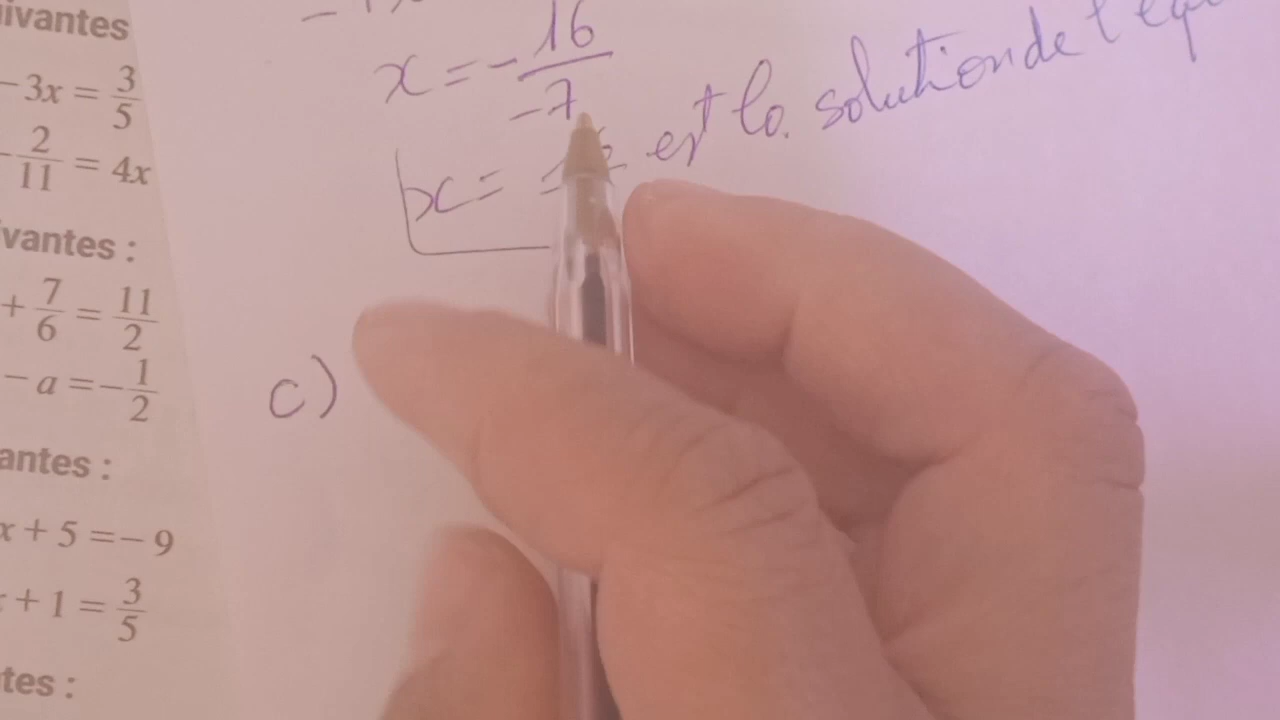 ivantes
-3x = 3/5
-2/11 = 4x
ivantes :
+ 7/6 = 11/2
- a = - 1/2
antes :
x + 5 = - 9
+ 1 = 3/5
tes :
x = - 16/-7
x = est la solution de l'équ
c)